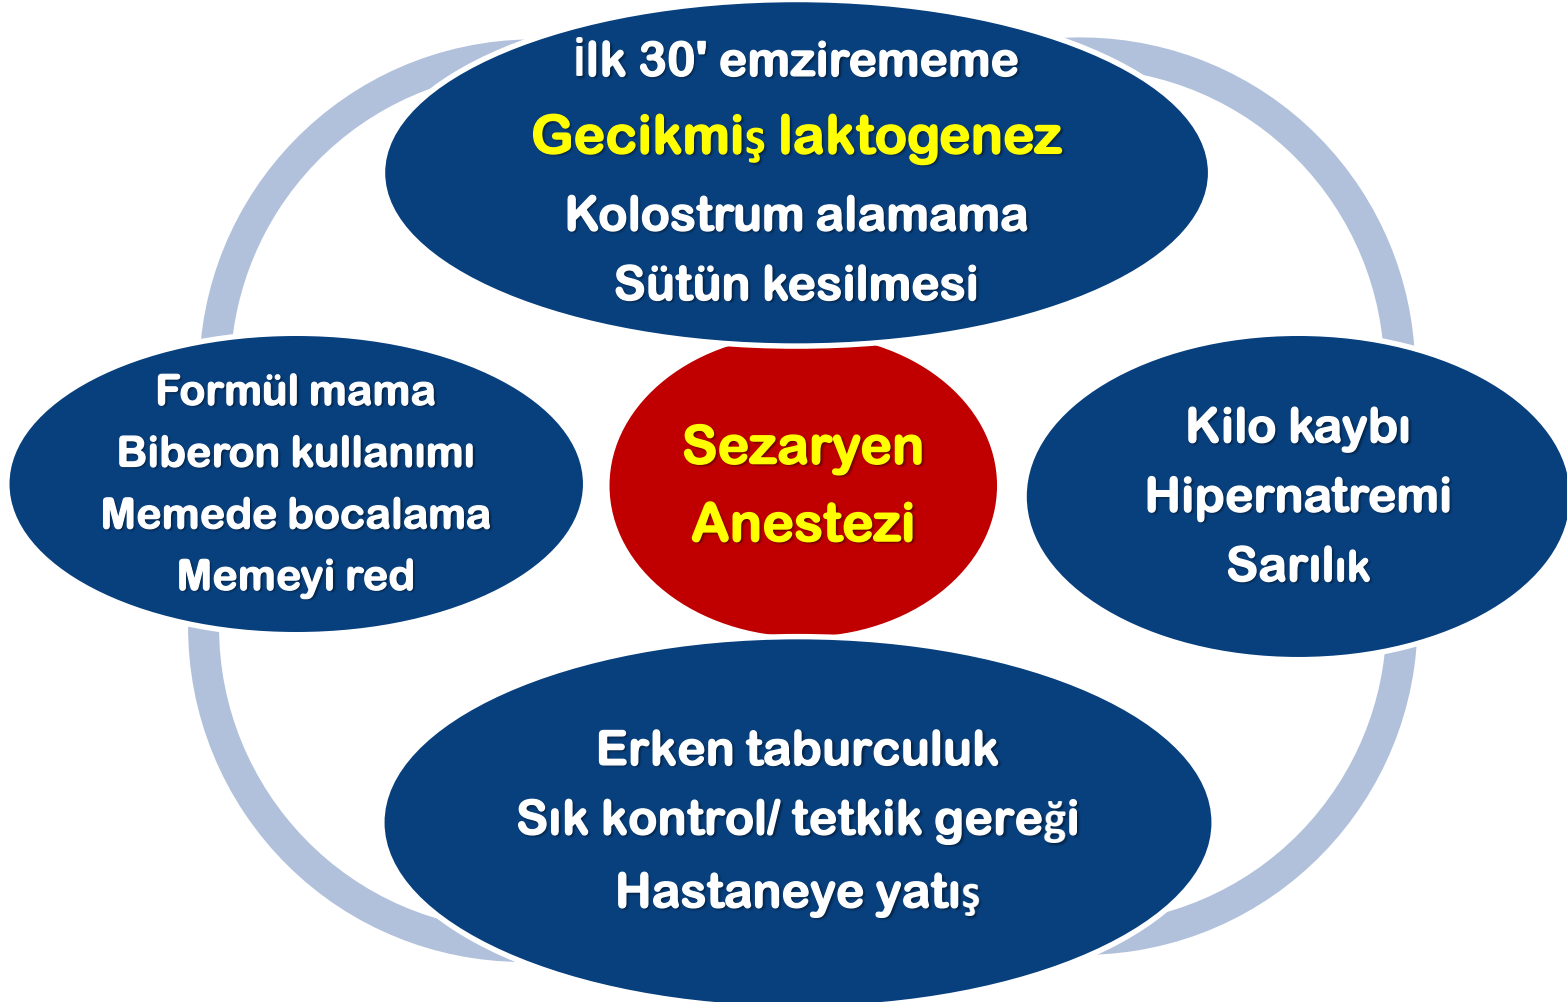 İlk 30' emzirememe
Gecikmiş laktogenez
Kolostrum alamama
Sütün kesilmesi
Formül mama
Biberon kullanımı
Memede bocalama
Memeyi red
Sezaryen
Anestezi
Kilo kaybı
Hipernatremi
Sarılık
Erken taburculuk
Sık kontrol/ tetkik gereği
Hastaneye yatış